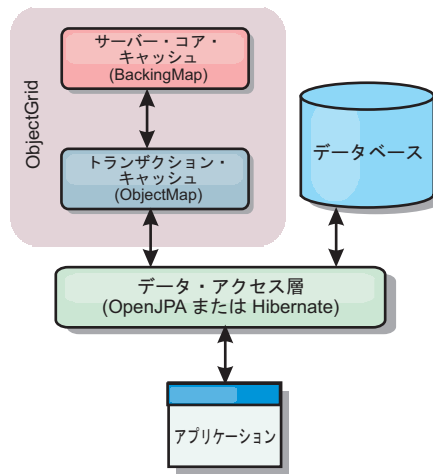 ObjectGrid
サーバー・コア・
キャッシュ
(BackingMap)
トランザクション・
キャッシュ
(ObjectMap)
データベース
データ・アクセス層
(OpenJPA または Hibernate)
アプリケーション